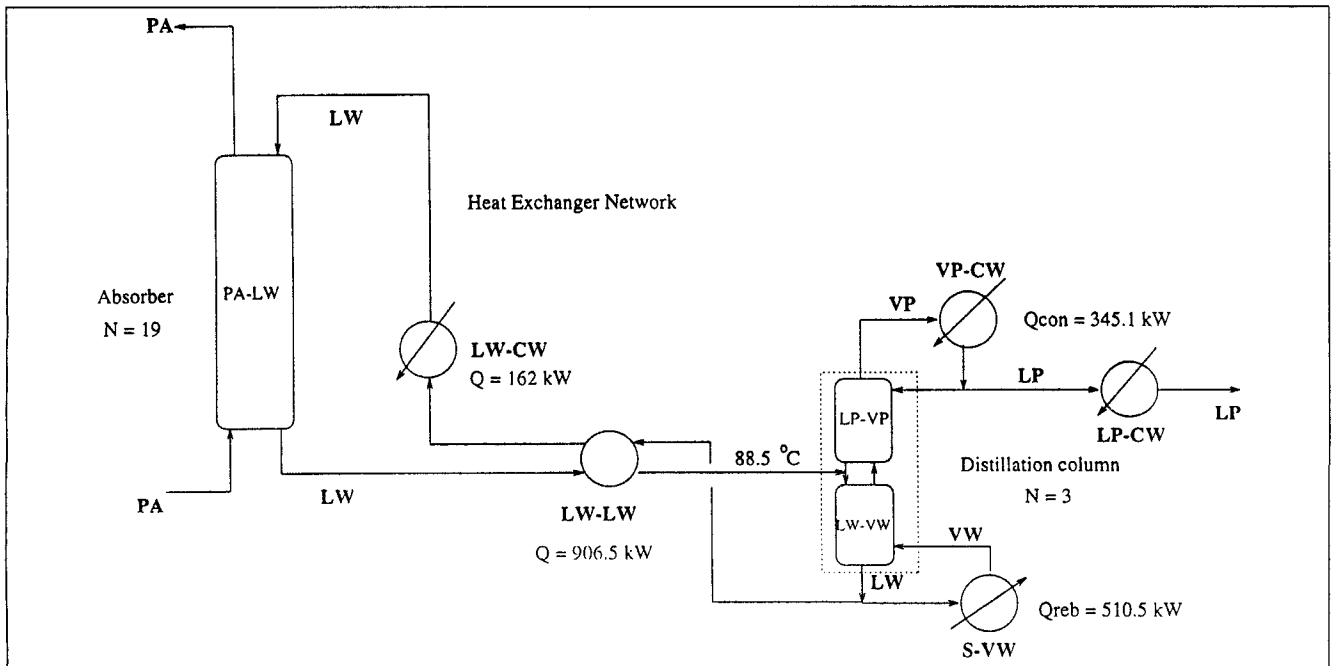 PA
LW
Heat Exchanger Network
VP-CW
VP
Qcon = 345.1 kW
Absorber
N = 19
PA-LW
LW-CW
Q = 162 kW
LP
LP-VP
LP
LP-CW
88.5 °C
Distillation column
N = 3
PA
LW
LW-LW
Q = 906.5 kW
LW-VW
VW
LW
Qreb = 510.5 kW
S-VW